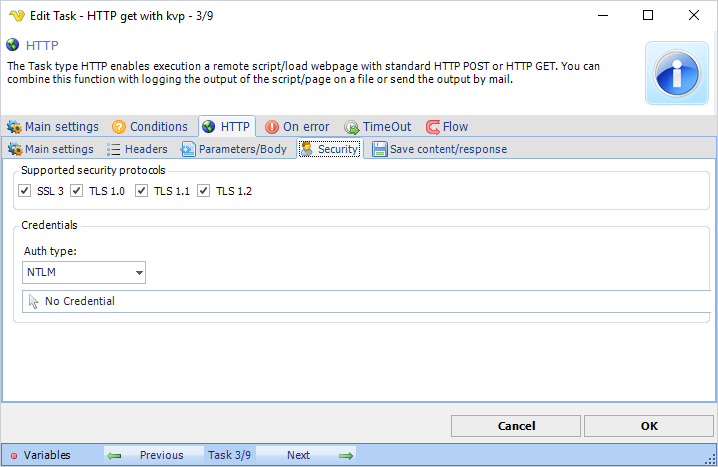 Edit Task - HTTP get with kvp - 3/9
HTTP
The Task type HTTP enables execution a remote script/load webpage with standard HTTP POST or HTTP GET. You can
combine this function with logging the output of the script/page on a file or send the output by mail.
Main settings Conditions HTTP On error TimeOut Flow
Main settings Headers Parameters/Body Security Save content/response
Supported security protocols
SSL 3 TLS 1.0 TLS 1.1 TLS 1.2
Credentials
Auth type:
NTLM
No Credential
Cancel OK
Variables Previous Task 3/9 Next